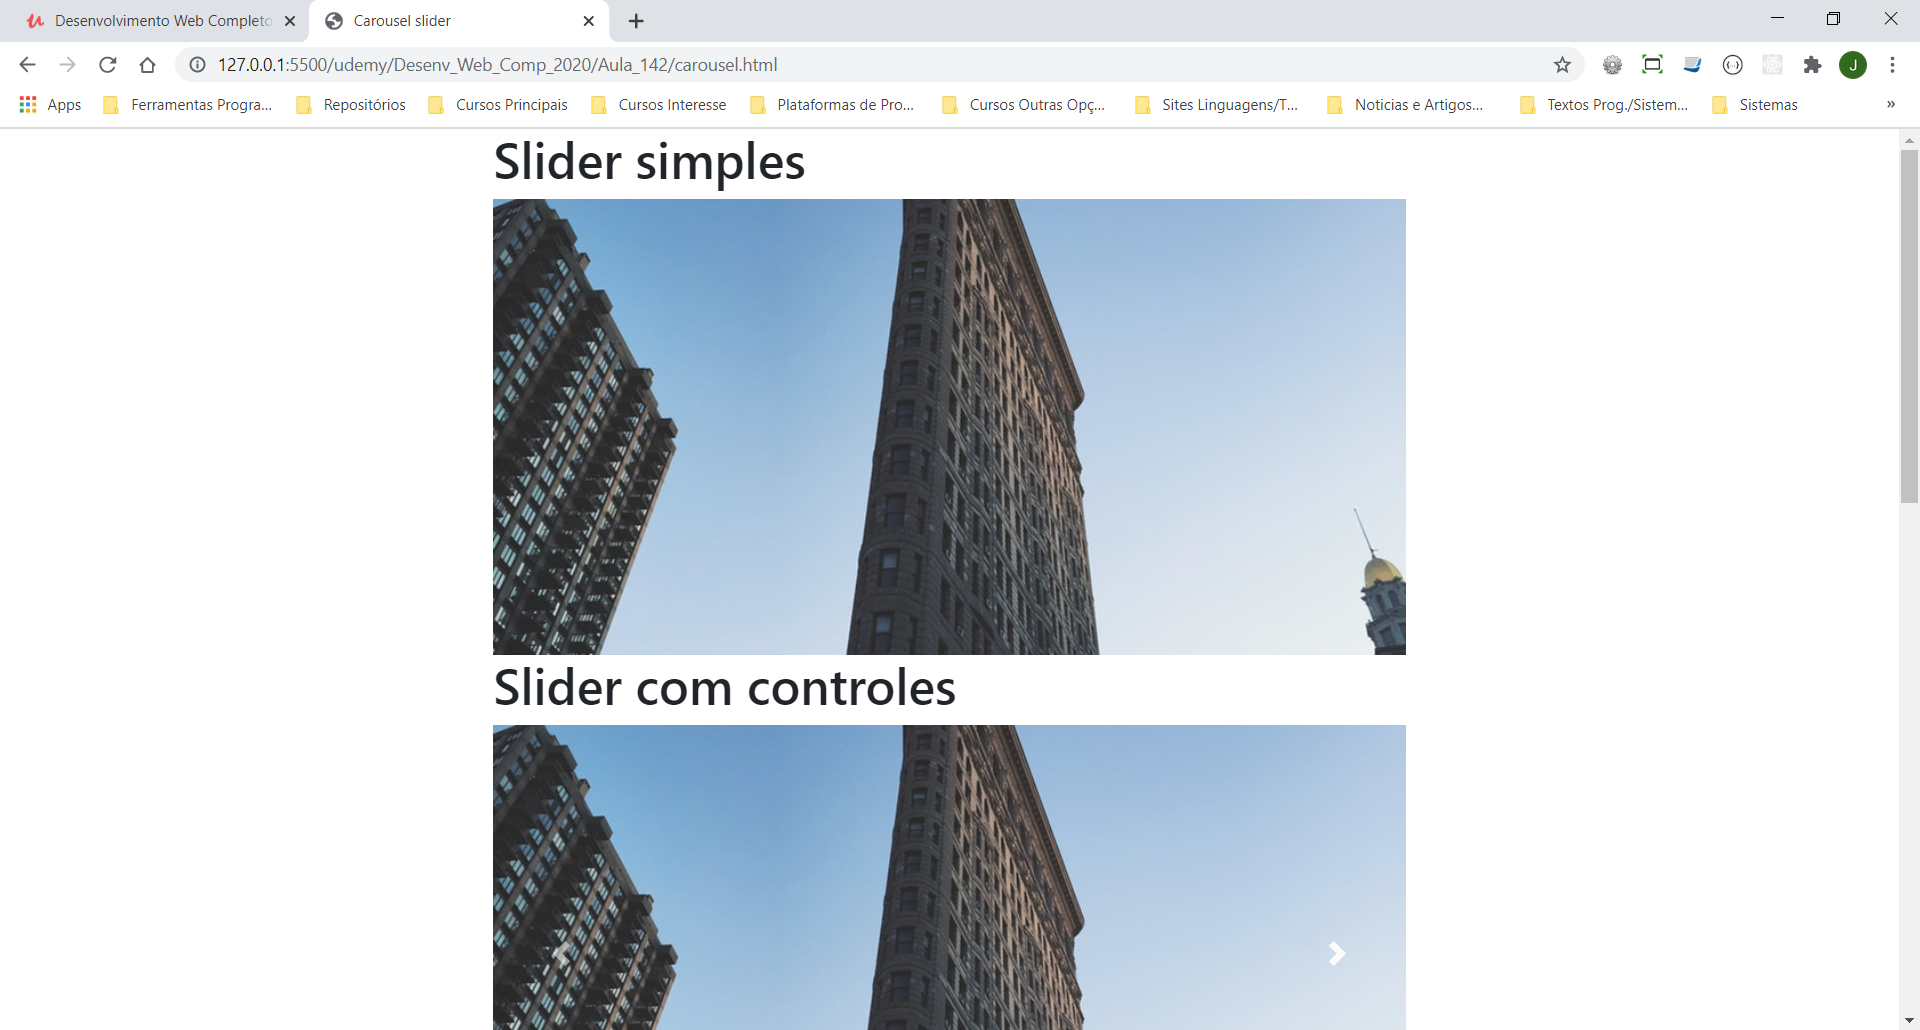 Desenvolvimento Web Completo
Carousel slider
127.0.0.1:5500/udemy/Desenv_Web_Comp_2020/Aula_142/carousel.html
J
Apps
Ferramentas Progra...
Repositórios
Cursos Principais
Cursos Interesse
Plataformas de Pro...
Cursos Outras Opç...
Sites Linguagens/T...
Noticias e Artigos...
Textos Prog./Sistem...
Sistemas
»
Slider simples
Slider com controles